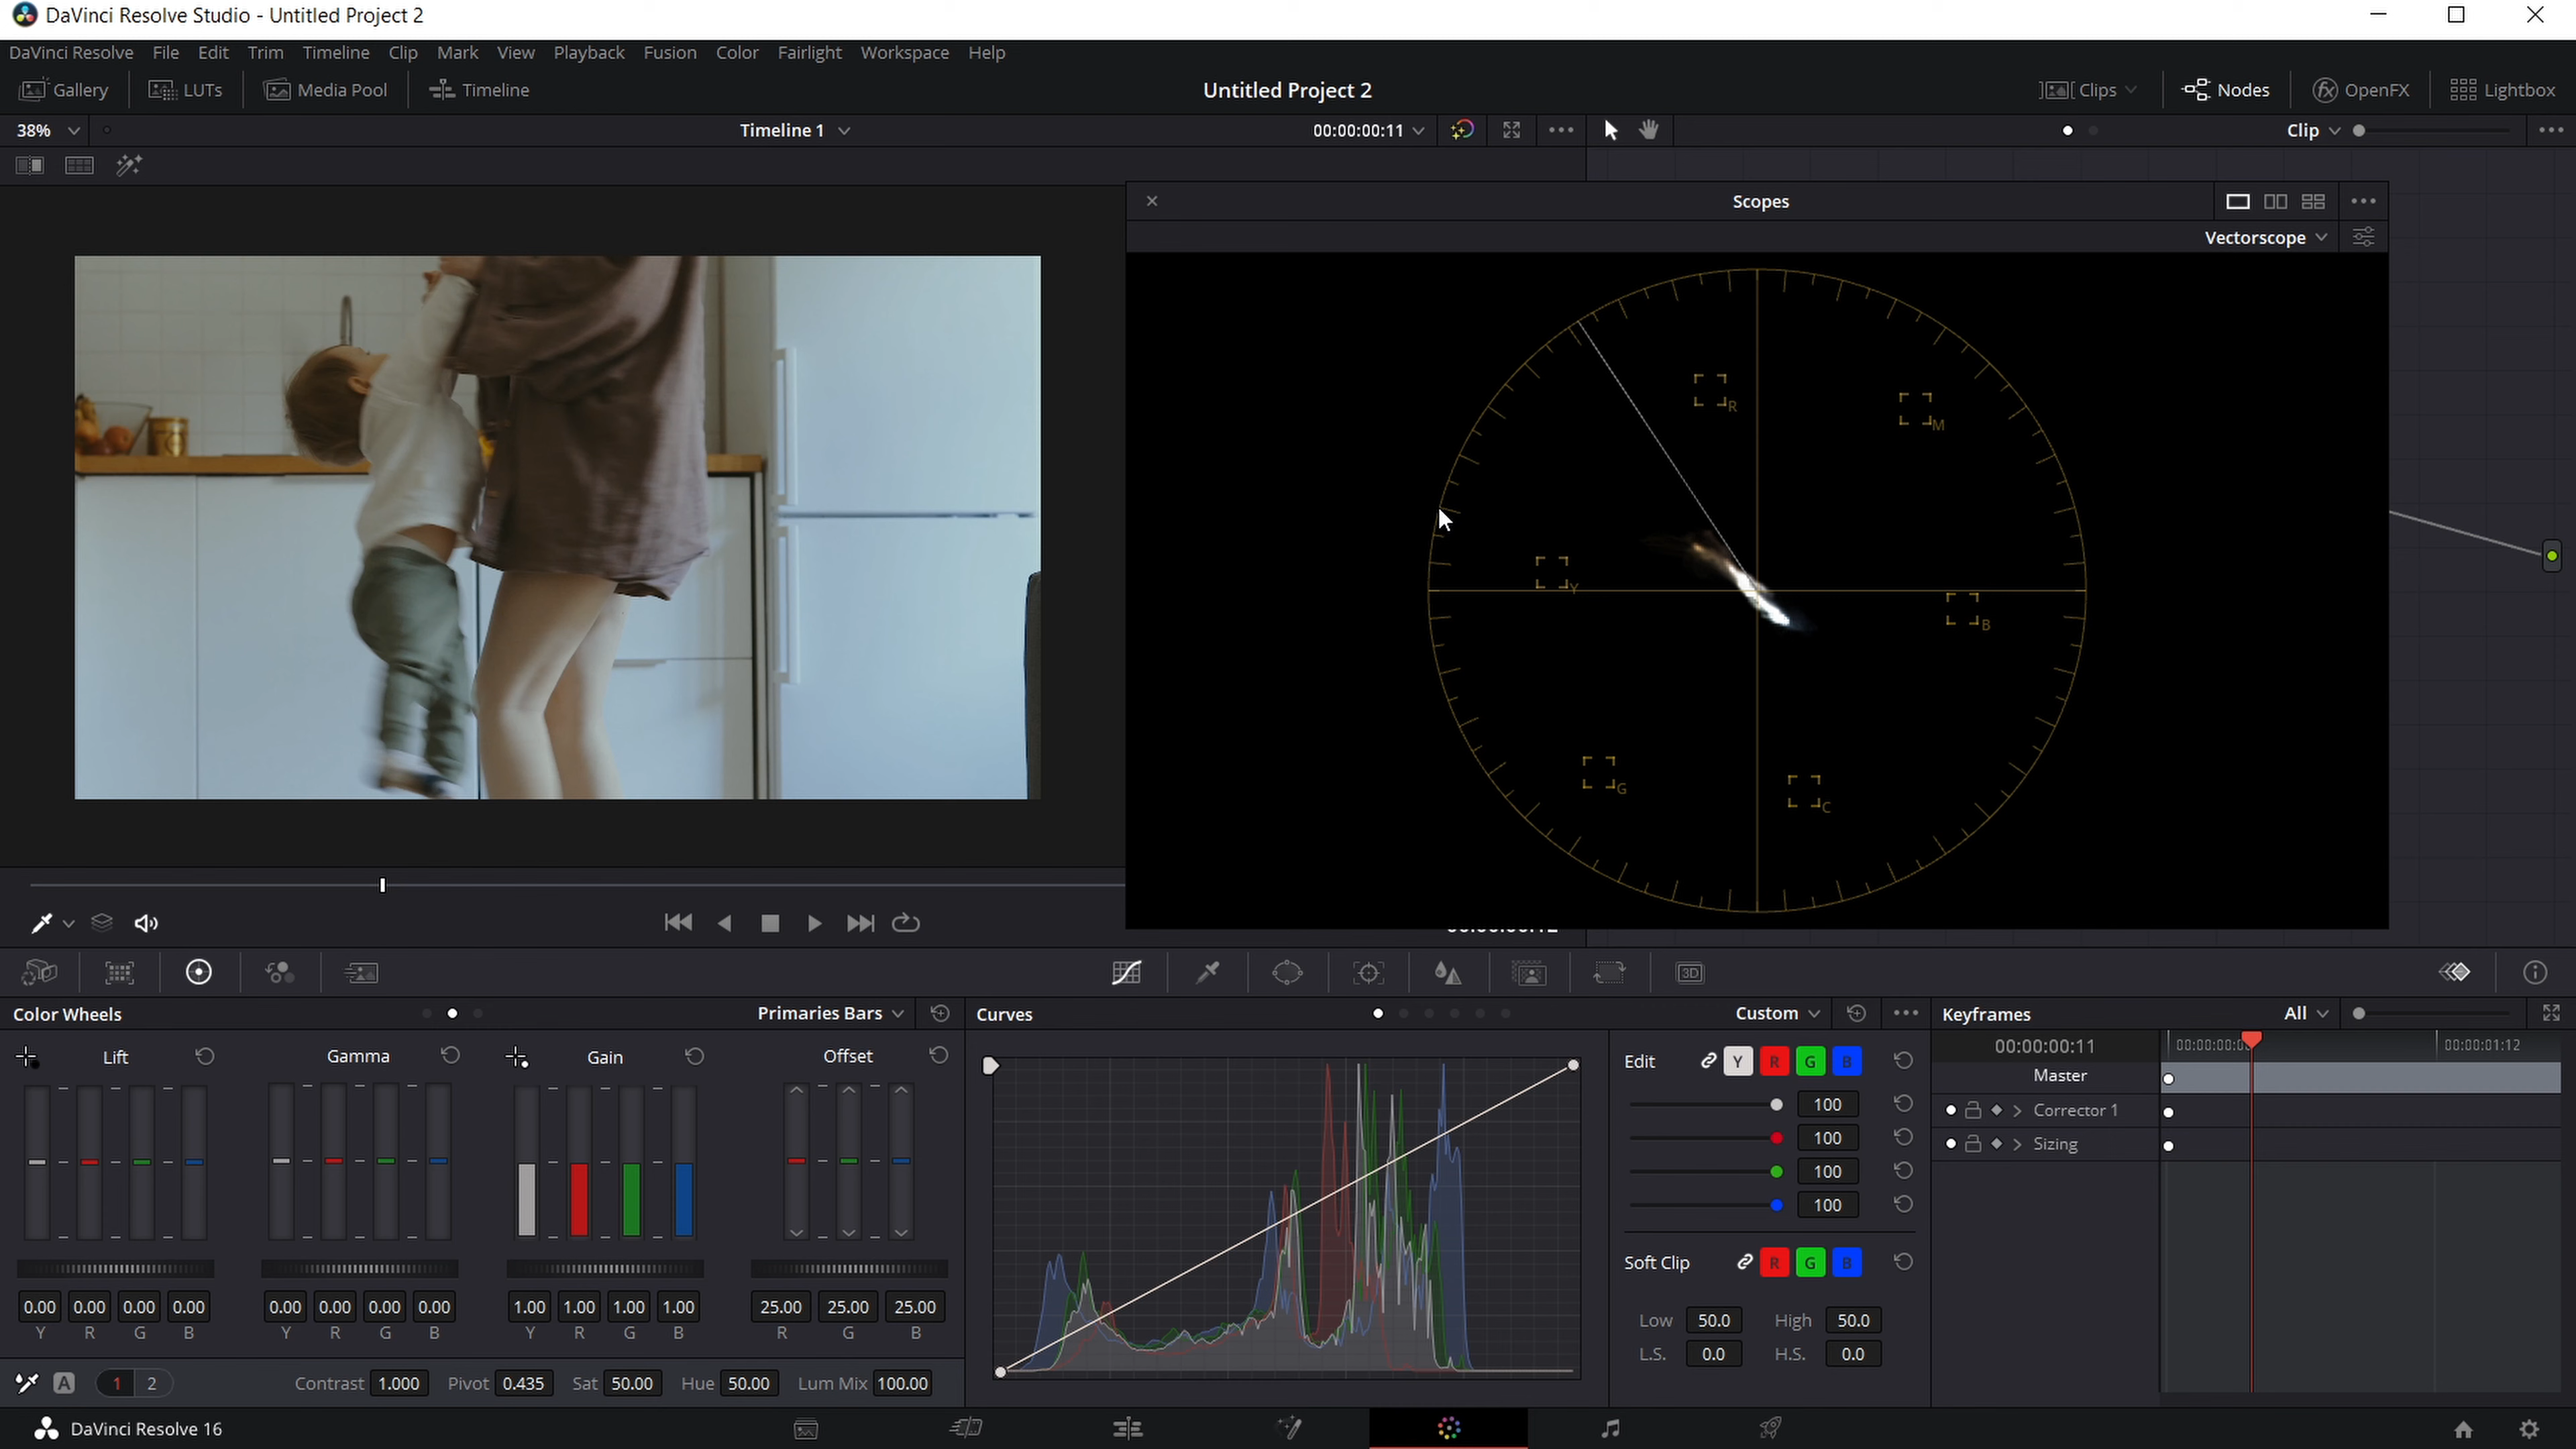 DaVinci Resolve Studio - Untitled Project 2
DaVinci Resolve File Edit Trim Timeline Clip Mark View Playback Fusion Color Fairlight Workspace Help
Gallery LUTs Media Pool Timeline Untitled Project 2 Clips Nodes OpenFX Lightbox
38% Timeline 1 00:00:00:11 Clip
Scopes
Vectorscope
R
M
Y
B
G
C
Color Wheels Primaries Bars Curves Custom Keyframes All
Lift Gamma Gain Offset
Edit Y R G B
100
100
100
100
Soft Clip R G B
Low 50.0 High 50.0
L.S. 0.0 H.S. 0.0
00:00:00:11 00:00:01:12
Master
Corrector 1
Sizing
0.00 0.00 0.00 0.00 0.00 0.00 0.00 0.00 1.00 1.00 1.00 1.00 25.00 25.00 25.00
Y R G B Y R G B Y R G B R G B
A 1 2 Contrast 1.000 Pivot 0.435 Sat 50.00 Hue 50.00 Lum Mix 100.00
3D
DaVinci Resolve 16